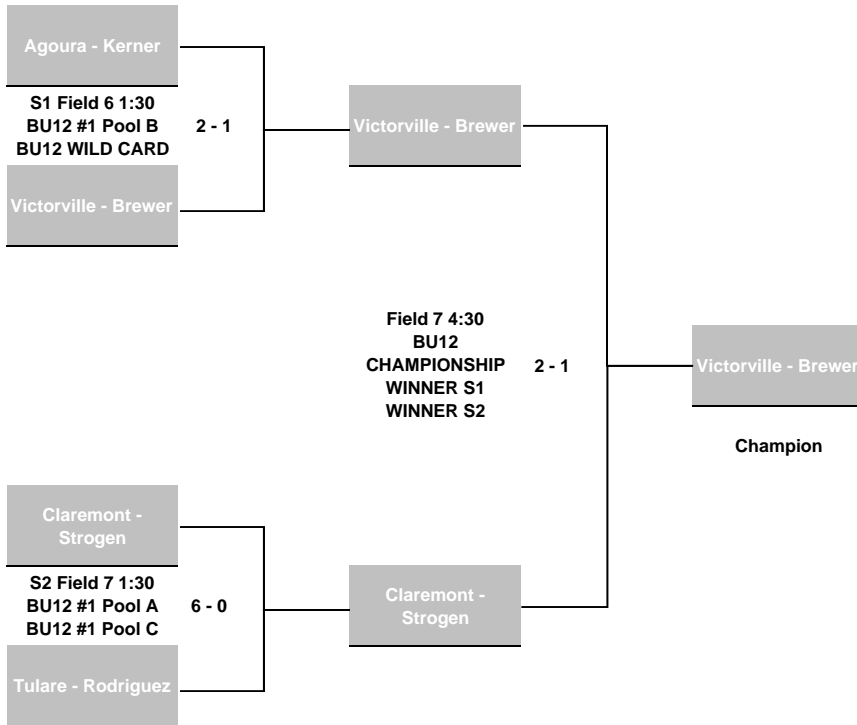 Agoura - Kerner
S1 Field 6 1:30
BU12 #1 Pool B
BU12 WILD CARD
2 - 1
Victorville - Brewer
Victorville - Brewer
Field 7 4:30
BU12
CHAMPIONSHIP
WINNER S1
WINNER S2
2 - 1
Victorville - Brewer
Champion
Claremont -
Strogen
S2 Field 7 1:30
BU12 #1 Pool A
BU12 #1 Pool C
6 - 0
Tulare - Rodriguez
Claremont -
Strogen